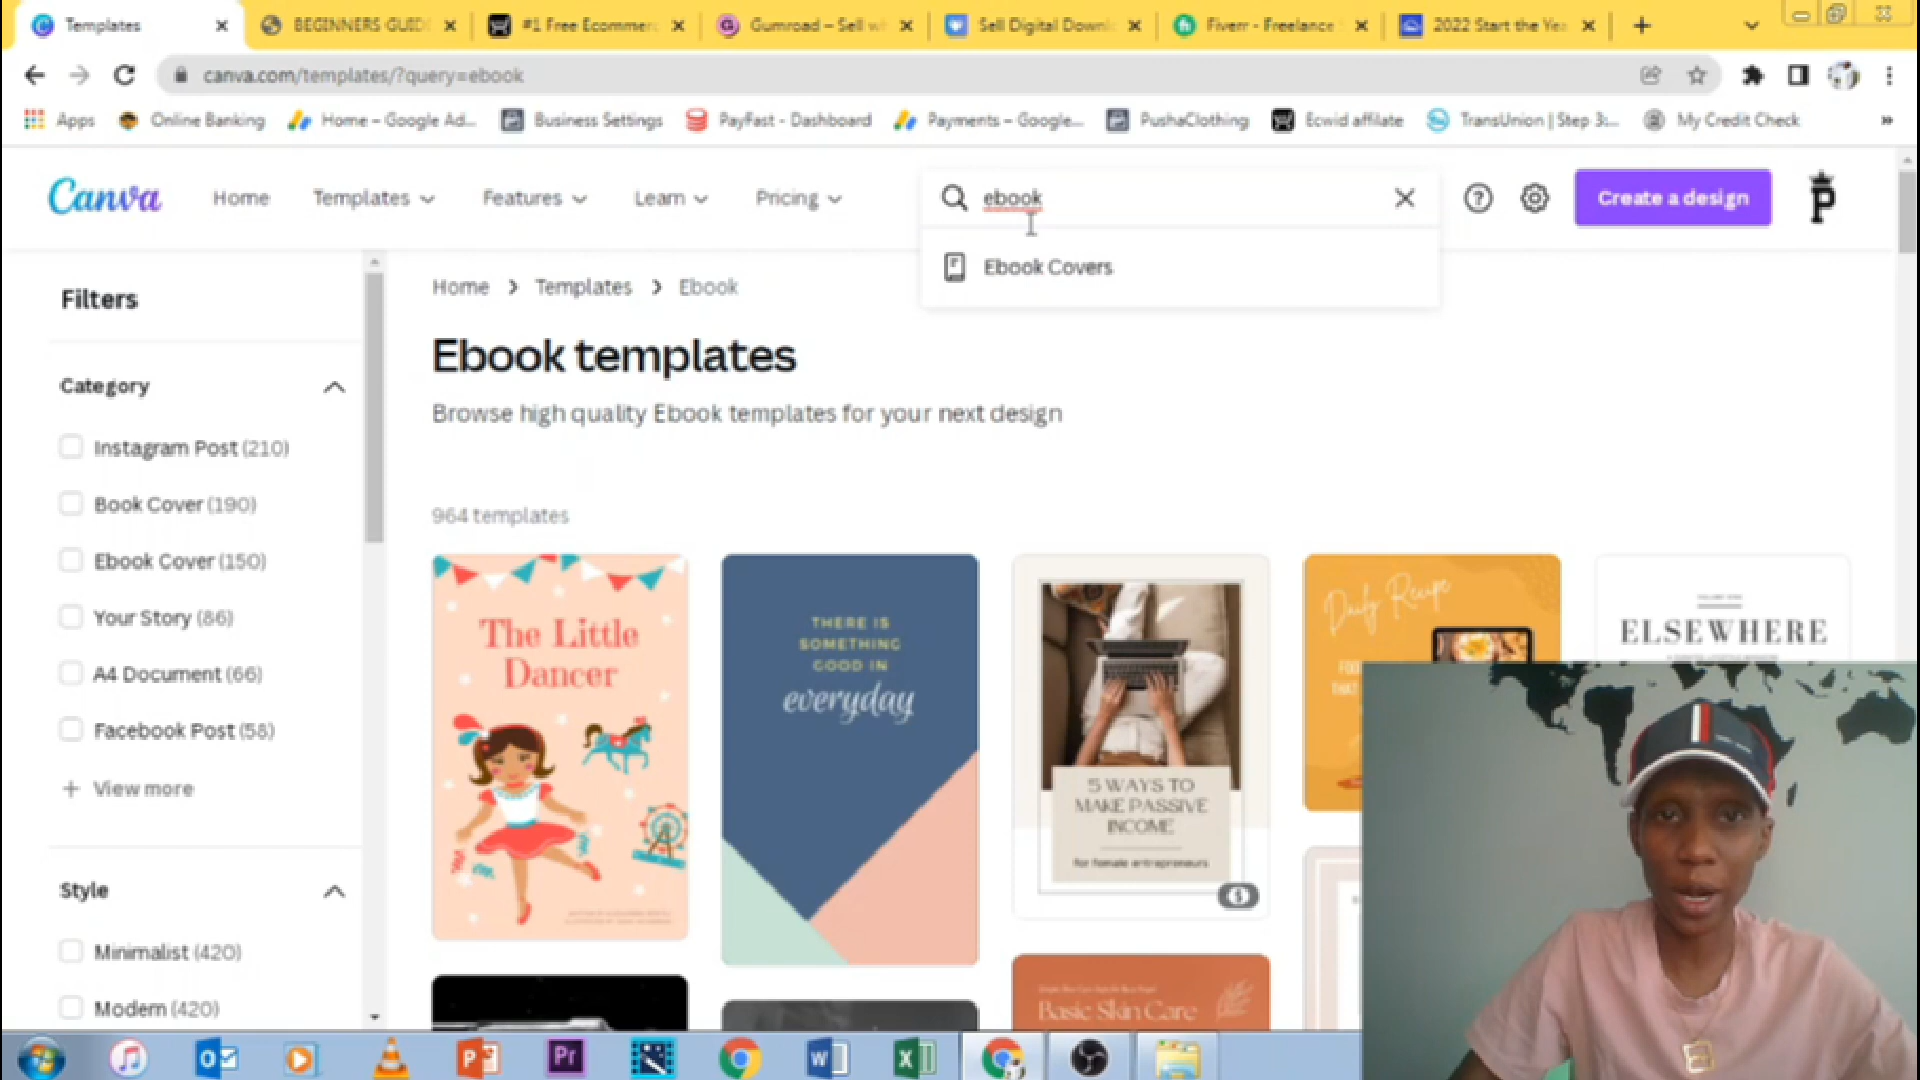 Templates
BEGINNERS GUID
#1 Free Ecommer
Gumroad – Sell w
Sell Digital Downl
Fiverr - Freelance
2022 Start the Yea
canva.com/templates/?query=ebook
Apps
Online Banking
Home – Google Ad...
Business Settings
PayFast - Dashboard
Payments – Google...
PushaClothing
Ecwid affilate
TransUnion | Step 3:...
My Credit Check
»
Canva
Home
Templates
Features
Learn
Pricing
ebook
Create a design
P
Ebook Covers
Filters
Home > Templates > Ebook
Ebook templates
Category
Browse high quality Ebook templates for your next design
Instagram Post (210)
Book Cover (190)
964 templates
Ebook Cover (150)
Your Story (86)
A4 Document (66)
Facebook Post (58)
+ View more
Style
Minimalist (420)
Modern (420)
The Little
Dancer
THERE IS
SOMETHING
GOOD IN
everyday
5 WAYS TO
MAKE PASSIVE
INCOME
for female entrepreneurs
Daily Recipe
ELSEWHERE
Basic Skin Care